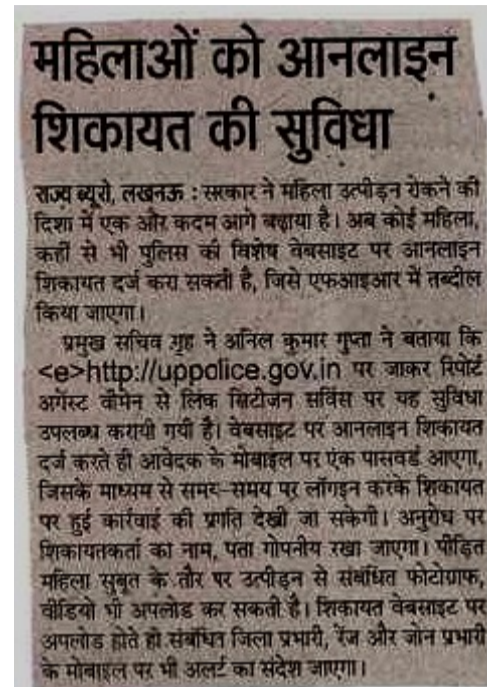 महिलाओं को आनलाइन
शिकायत की सुविधा
राज्य ब्यूरो, लखनऊ : सरकार ने महिला उत्पीड़न रोकने की
दिशा में एक और कदम आगे बढ़ाया है। अब कोई महिला,
कहीं से भी पुलिस की विशेष वेबसाइट पर आनलाइन
शिकायत दर्ज करा सकती है, जिसे एफआइआर में तब्दील
किया जाएगा।
प्रमुख सचिव गृह ने अनिल कुमार गुप्ता ने बताया कि
<e>http://uppolice.gov.in पर जाकर रिपोर्ट
अगेंस्ट वीमेन से लिंक सिटीजन सर्विस पर यह सुविधा
उपलब्ध करायी गयी है। वेबसाइट पर आनलाइन शिकायत
दर्ज करते ही आवेदक के मोबाइल पर एक पासवर्ड आएगा,
जिसके माध्यम से समय-समय पर लॉगइन करके शिकायत
पर हुई कार्रवाई की प्रगति देखी जा सकेगी। अनुरोध पर
शिकायतकर्ता का नाम, पता गोपनीय रखा जाएगा। पीड़ित
महिला सुबूत के तौर पर उत्पीड़न से संबंधित फोटोग्राफ,
वीडियो भी अपलोड कर सकती है। शिकायत वेबसाइट पर
अपलोड होते ही संबंधित जिला प्रभारी, रेंज और जोन प्रभारी
के मोबाइल पर भी अलर्ट का संदेश जाएगा।